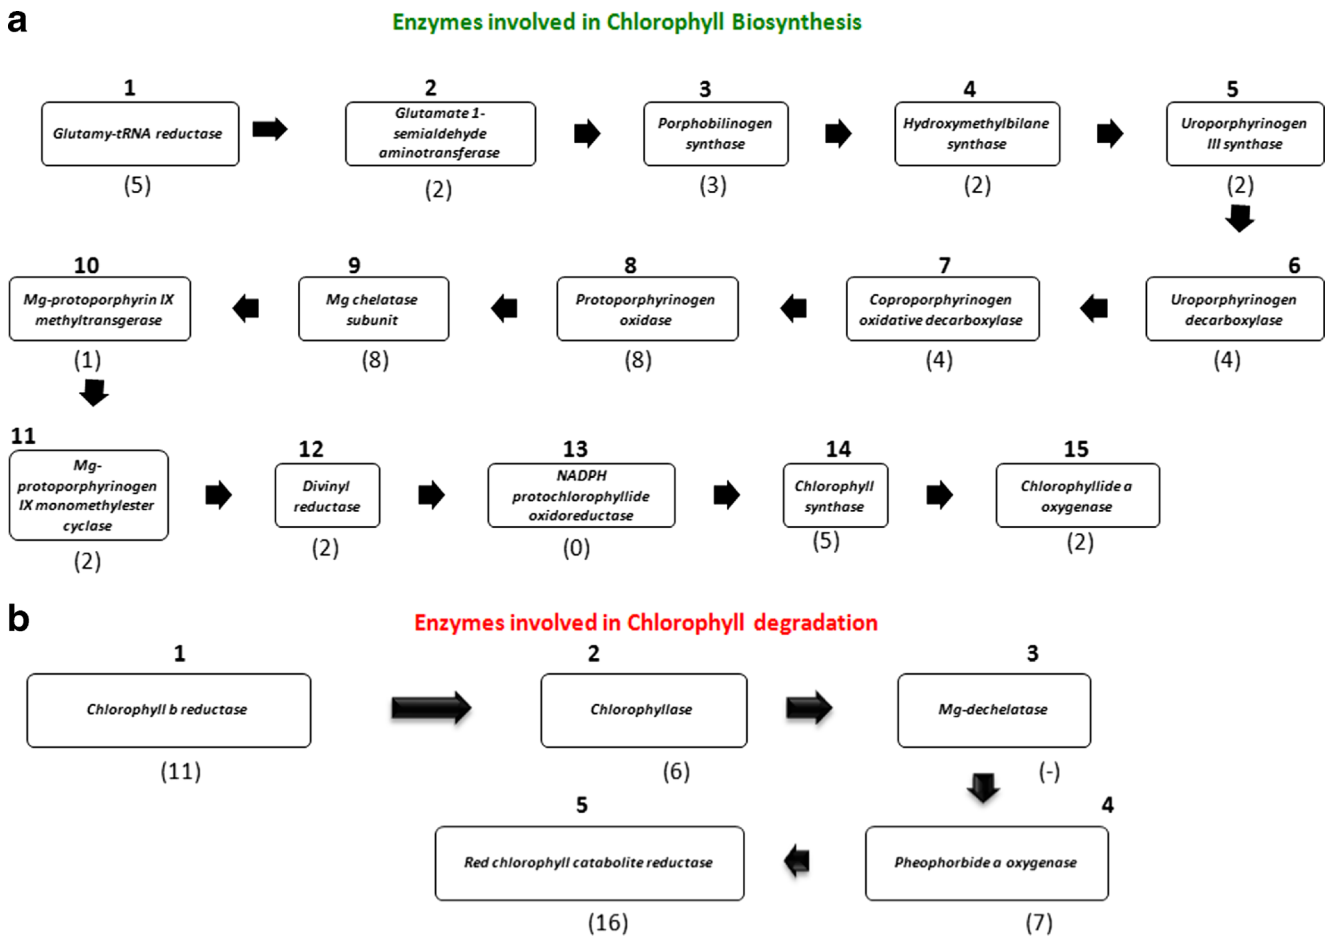 a
Enzymes involved in Chlorophyll Biosynthesis
1
Glutamy-tRNA reductase
(5)
2
Glutamate 1-
semialdehyde
aminotransferase
(2)
3
Porphobilinogen
synthase
(3)
4
Hydroxymethylbilane
synthase
(2)
5
Uroporphyrinogen
III synthase
(2)
6
Uroporphyrinogen
decarboxylase
(4)
7
Coproporphyrinogen
oxidative decarboxylase
(4)
8
Protoporphyrinogen
oxidase
(8)
9
Mg chelatase
subunit
(8)
10
Mg-protoporphyrin IX
methyltransgerase
(1)
11
Mg-
protoporphyrinogen
IX monomethylester
cyclase
(2)
12
Divinyl
reductase
(2)
13
NADPH
protochlorophyllide
oxidoreductase
(0)
14
Chlorophyll
synthase
(5)
15
Chlorophyllide a
oxygenase
(2)
b
Enzymes involved in Chlorophyll degradation
1
Chlorophyll b reductase
(11)
2
Chlorophyllase
(6)
3
Mg-dechelatase
(-)
4
Pheophorbide a oxygenase
(7)
5
Red chlorophyll catabolite reductase
(16)